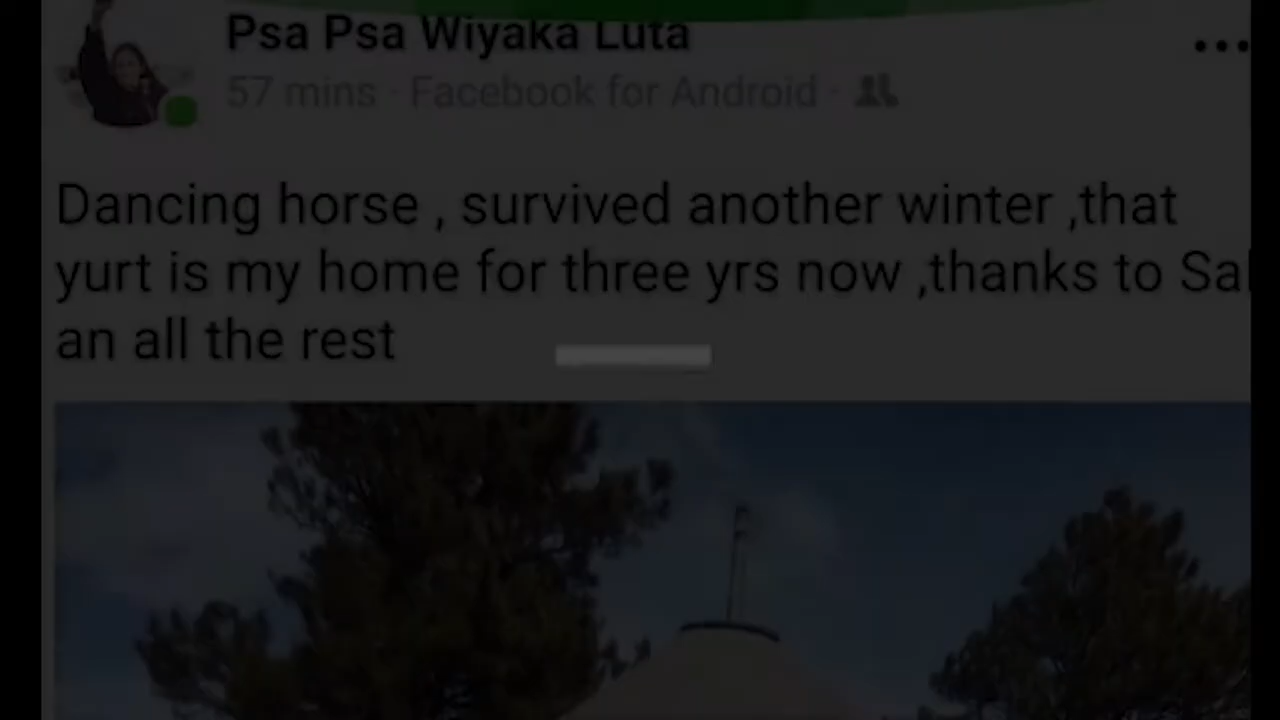 Psa Psa Wiyaka Luta
57 mins · Facebook for Android ·
Dancing horse , survived another winter ,that
yurt is my home for three yrs now ,thanks to
an all the rest